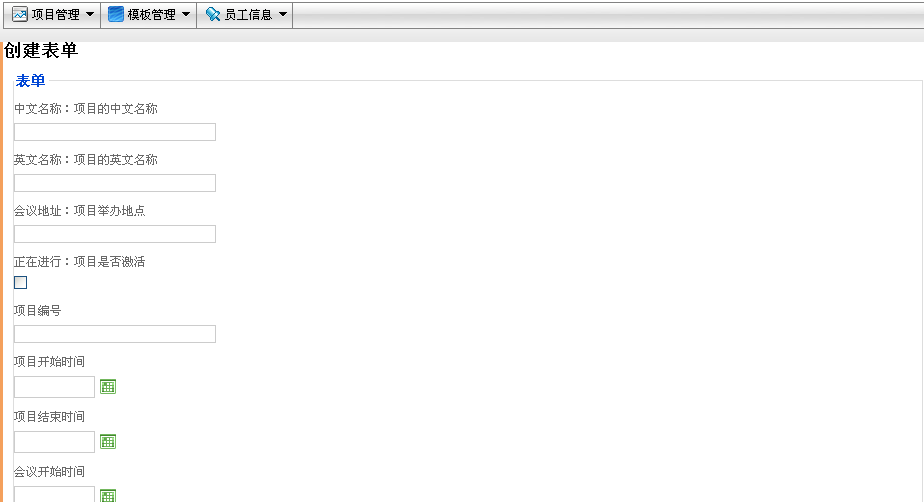 项目管理 模板管理 员工信息
创建表单
表单
中文名称：项目的中文名称
英文名称：项目的英文名称
会议地址：项目举办地点
正在进行：项目是否激活
项目编号
项目开始时间
项目结束时间
会议开始时间